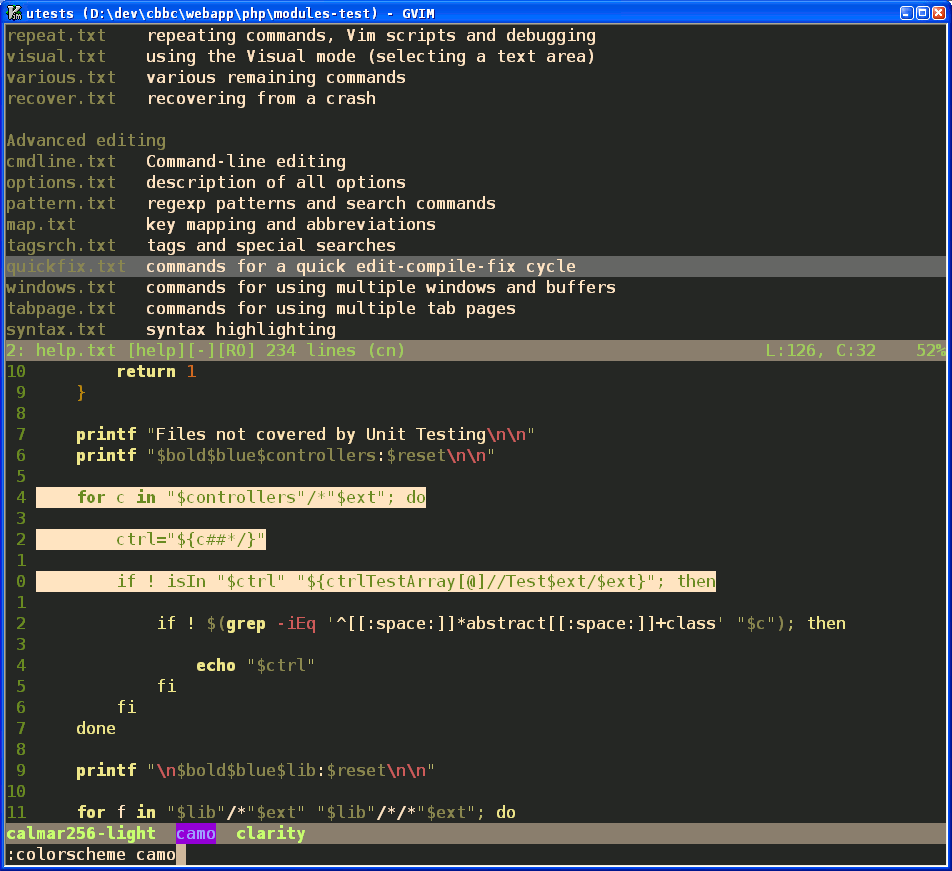 utests (D:\dev\cbbc\webapp\php\modules-test) - GVIM
repeat.txt   repeating commands, Vim scripts and debugging
visual.txt   using the Visual mode (selecting a text area)
various.txt   various remaining commands
recover.txt   recovering from a crash
Advanced editing
cmdline.txt   Command-line editing
options.txt   description of all options
pattern.txt   regexp patterns and search commands
map.txt       key mapping and abbreviations
tagsrch.txt   tags and special searches
quickfix.txt  commands for a quick edit-compile-fix cycle
windows.txt   commands for using multiple windows and buffers
tabpage.txt   commands for using multiple tab pages
syntax.txt    syntax highlighting
2: help.txt [help][-][RO] 234 lines (cn)                                    L:126, C:32    52%
10         return 1
 9     }
 8
 7     printf "Files not covered by Unit Testing\n\n"
 6     printf "$bold$blue$controllers:$reset\n\n"
 5
 4     for c in "$controllers"/*"$ext"; do
 3
 2         ctrl="${c##*/}"
 1
 0         if ! isIn "$ctrl" "${ctrlTestArray[@]//Test$ext/$ext}"; then
 1
 2             if ! $(grep -iEq '^[[:space:]]*abstract[[:space:]]+class' "$c"); then
 3
 4                 echo "$ctrl"
 5             fi
 6         fi
 7     done
 8
 9     printf "\n$bold$blue$lib:$reset\n\n"
10
11     for f in "$lib"/*"$ext" "$lib"/*/*"$ext"; do
calmar256-light  camo  clarity
:colorscheme camo